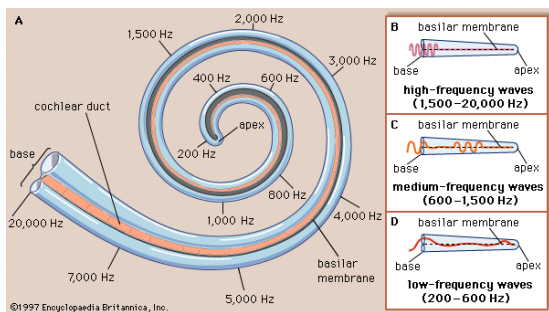 A
2,000 Hz
1,500 Hz
3,000 Hz
400 Hz
600 Hz
cochlear duct
apex
200 Hz
base
800 Hz
20,000 Hz
1,000 Hz
4,000 Hz
7,000 Hz
basilar
membrane
5,000 Hz
©1997 Encyclopaedia Britannica, Inc.
B
basilar membrane
base
apex
high-frequency waves
(1,500–20,000 Hz)
C
basilar membrane
base
apex
medium-frequency waves
(600–1,500 Hz)
D
basilar membrane
base
apex
low-frequency waves
(200–600 Hz)